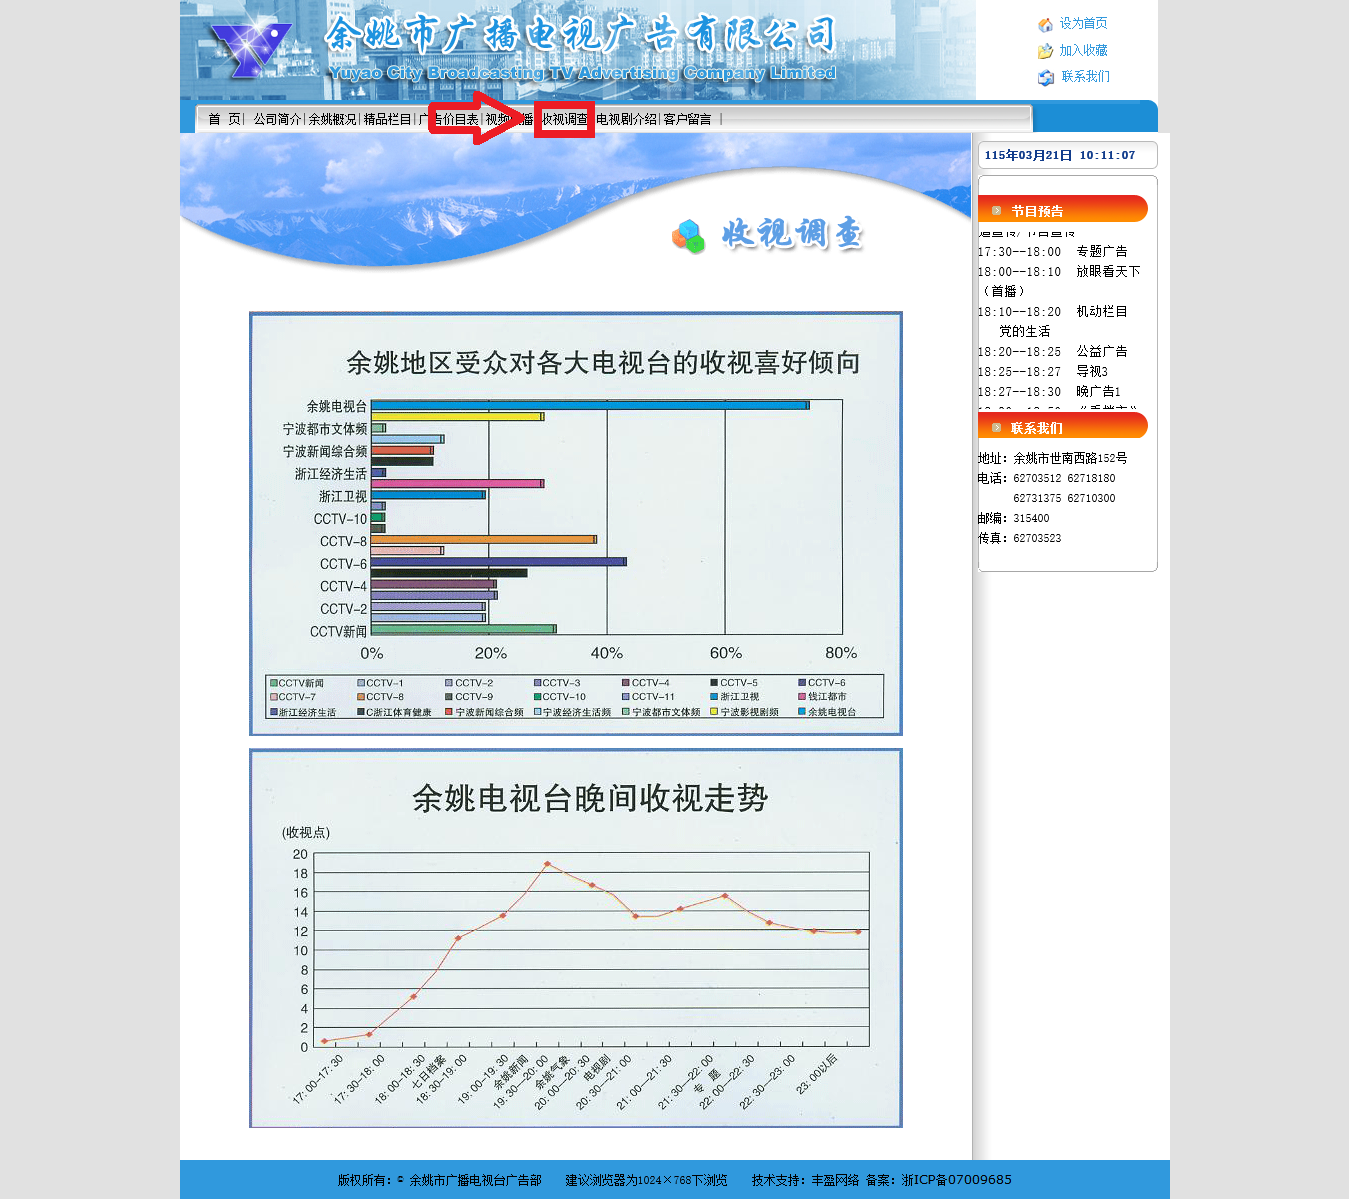 余姚市广播电视广告有限公司
Yuyao City Broadcasting TV Advertising Company Limited
设为首页
加入收藏
联系我们
首 页| 公司简介|余姚概况|精品栏目|广告价目表|视频 播 收视调查 电视剧介绍|客户留言 |
115年03月21日 10:11:07
收视调查
节目预告
17:30--18:00 专题广告
18:00--18:10 放眼看天下
(首播)
18:10--18:20 机动栏目
党的生活
18:20--18:25 公益广告
18:25--18:27 导视3
18:27--18:30 晚广告1
联系我们
地址: 余姚市世南西路152号
电话: 62703512 62718180
62731375 62710300
邮编: 315400
传真: 62703523
余姚地区受众对各大电视台的收视喜好倾向
余姚电视台
宁波都市文体频
宁波新闻综合频
浙江经济生活
浙江卫视
CCTV-10
CCTV-8
CCTV-6
CCTV-4
CCTV-2
CCTV新闻
0% 20% 40% 60% 80%
CCTV新闻 CCTV-1 CCTV-2 CCTV-3 CCTV-4 CCTV-5 CCTV-6
CCTV-7 CCTV-8 CCTV-9 CCTV-10 CCTV-11 浙江卫视 钱江都市
浙江经济生活 C浙江体育健康 宁波新闻综合频 宁波经济生活频 宁波都市文体频 宁波影视剧频 余姚电视台
余姚电视台晚间收视走势
(收视点)
20
18
16
14
12
10
8
6
4
2
0
17:00-17:30
17:30-18:00
18:00-18:30
七日档案
18:30-19:00
19:00-19:30
余姚新闻
19:30—20:00
余姚气象
20:00—20:30
电视剧
20:30—21:00
21:00—21:30
21:30—22:00
专 题
22:00—22:30
22:30—23:00
23:00以后
版权所有: © 余姚市广播电视台广告部 建议浏览器为1024×768下浏览 技术支持: 丰盈网络 备案: 浙ICP备07009685